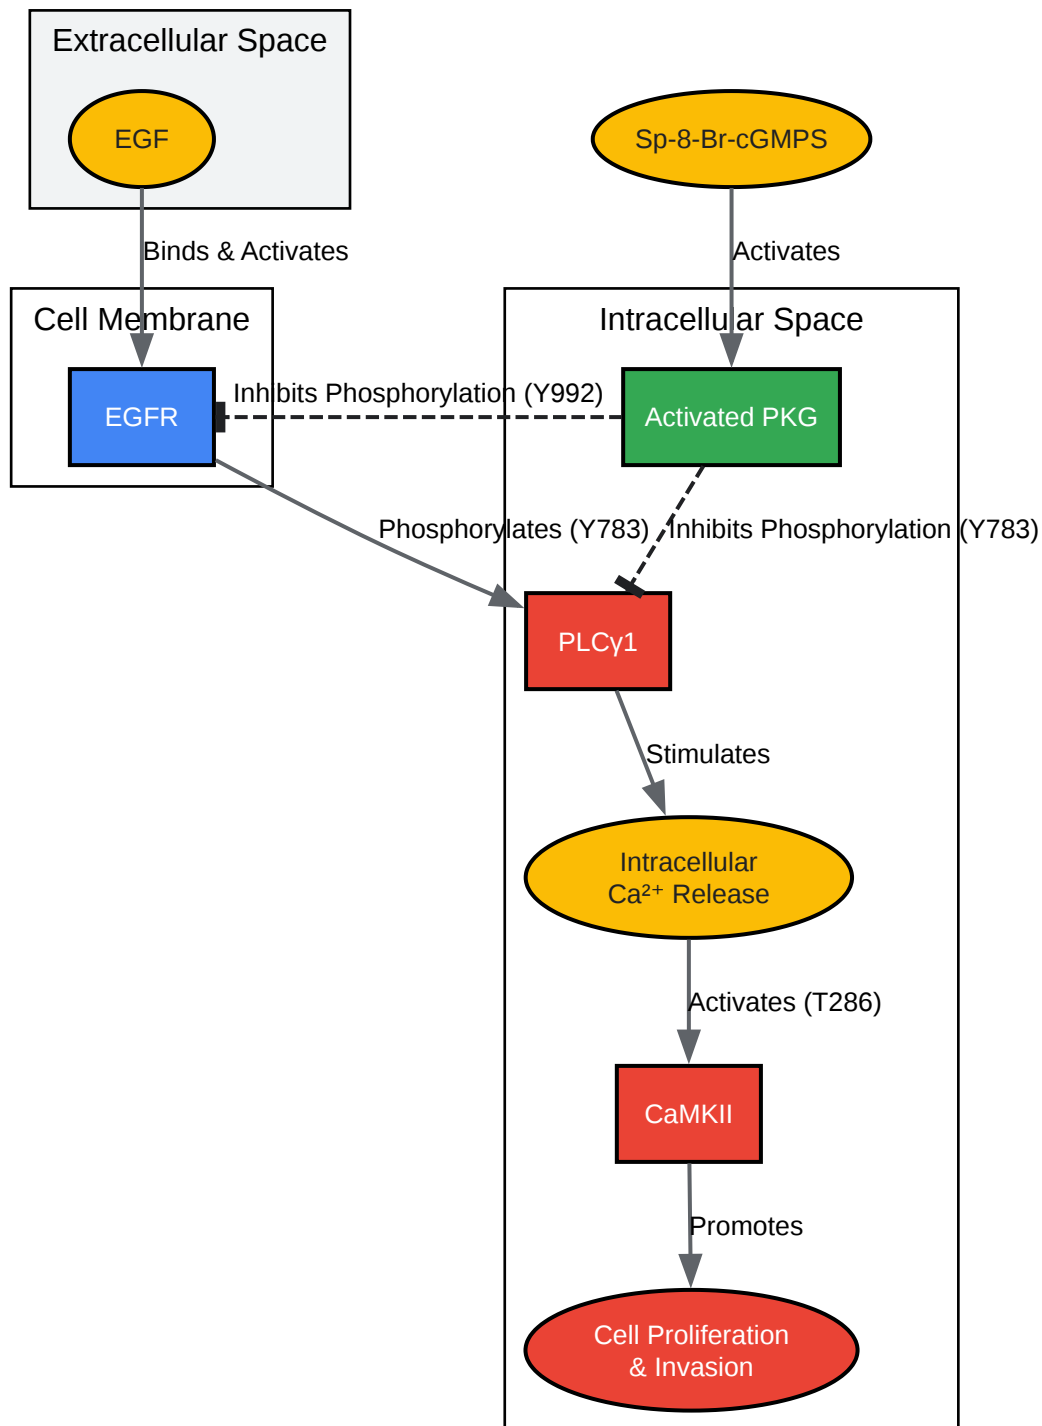 Extracellular Space
EGF
Sp-8-Br-cGMPS
Binds & Activates
Activates
Cell Membrane
Intracellular Space
Inhibits Phosphorylation (Y992)
EGFR
Activated PKG
Phosphorylates (Y783)
Inhibits Phosphorylation (Y783)
PLCγ1
Stimulates
Intracellular
Ca²⁺ Release
Activates (T286)
CaMKII
Promotes
Cell Proliferation
& Invasion